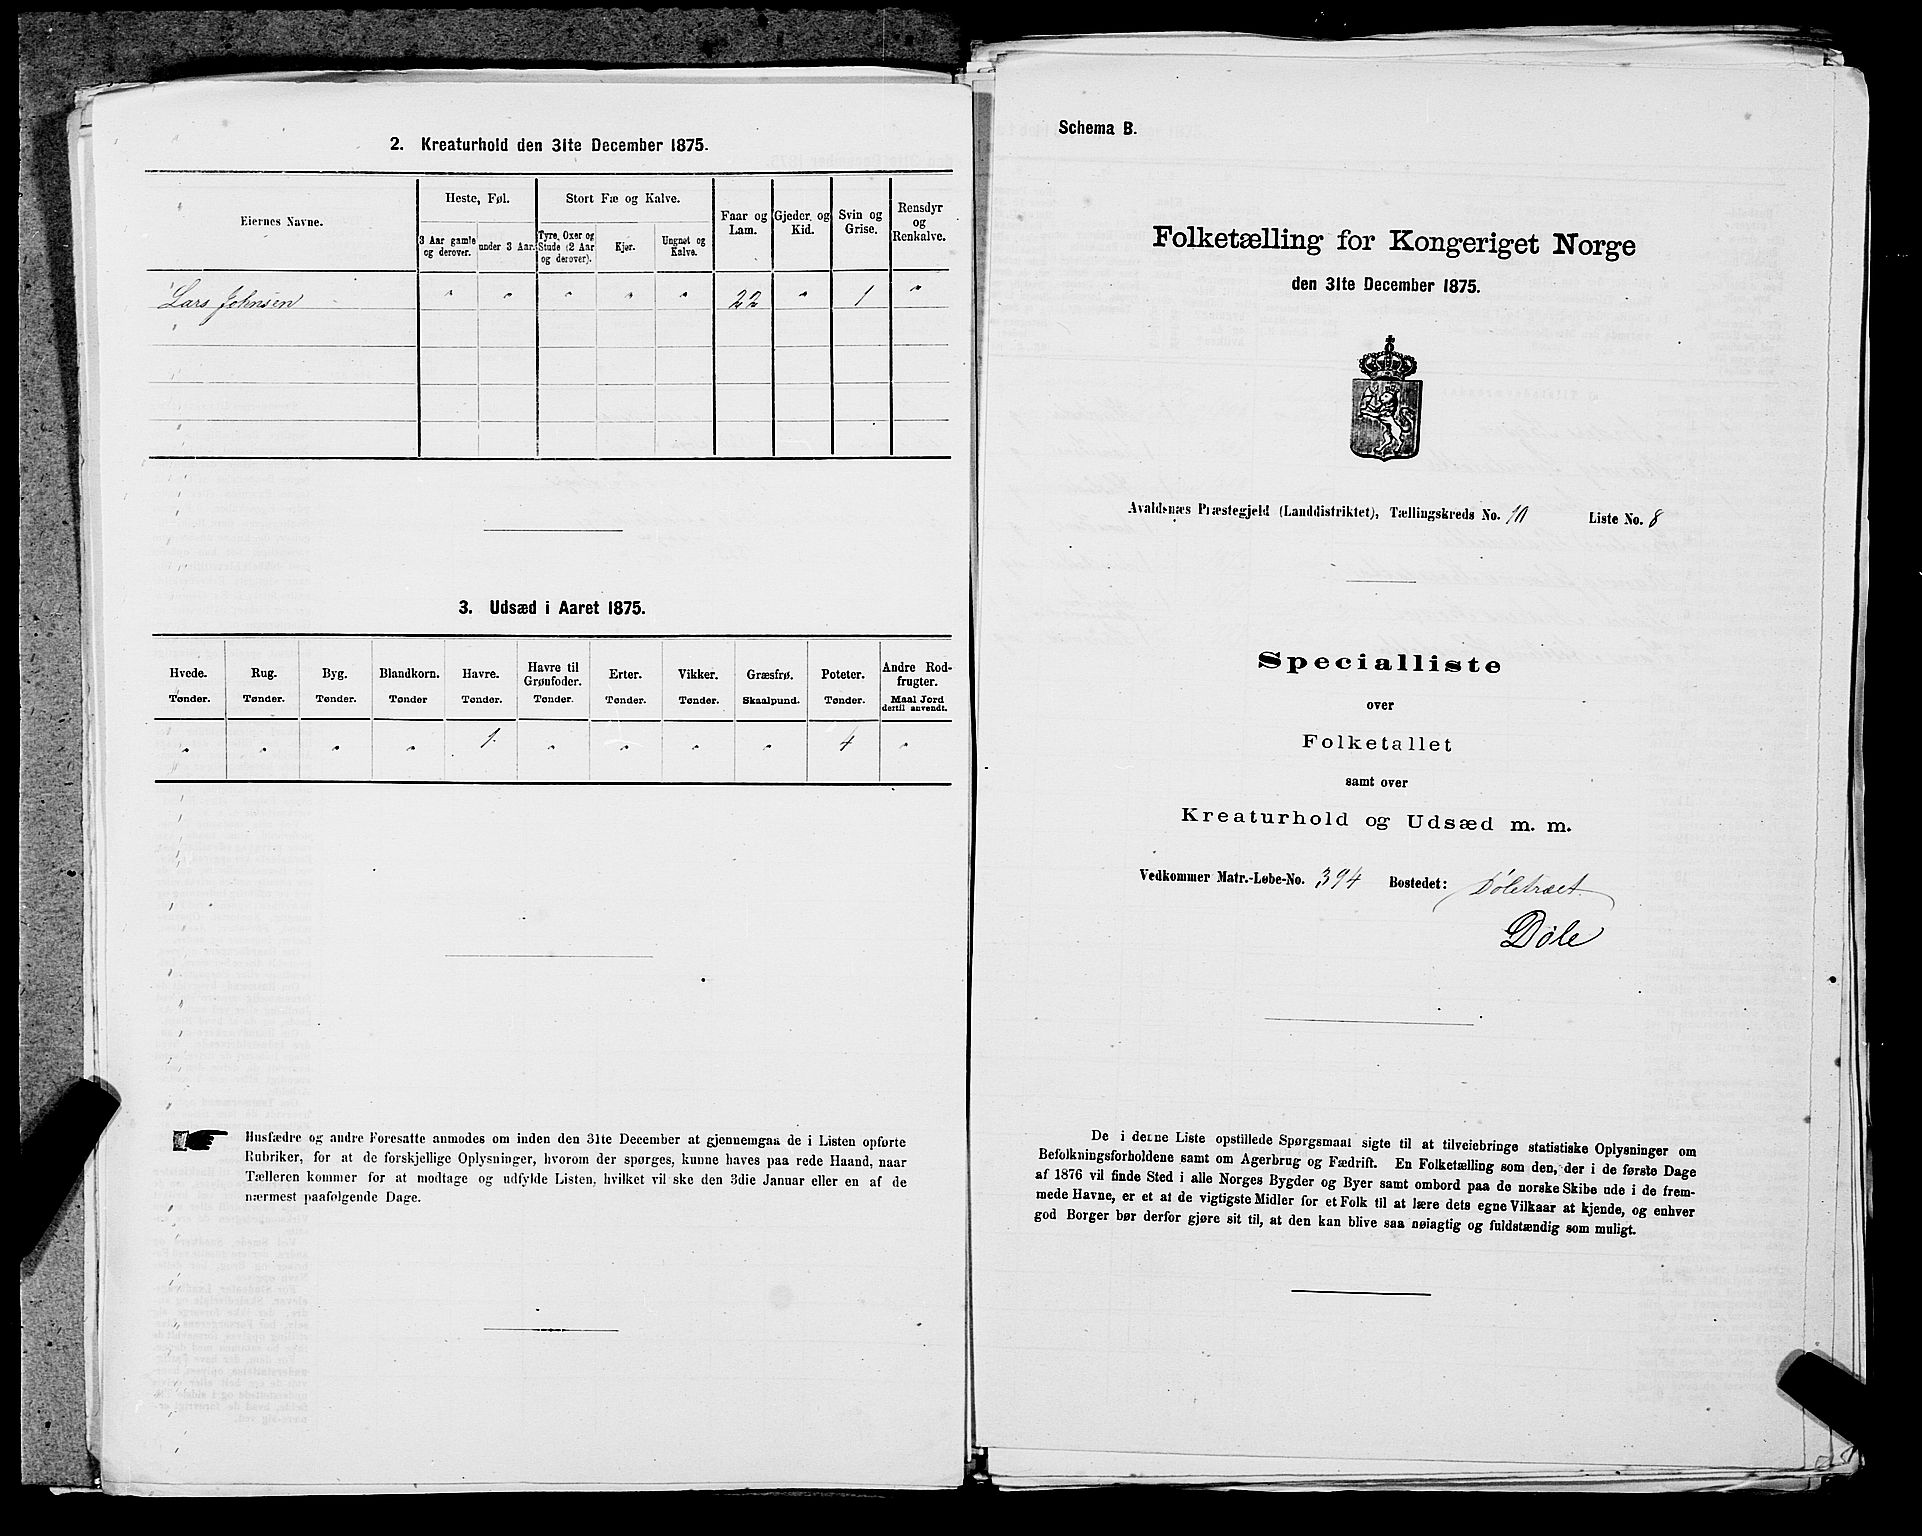 2. Kreaturhold den 31te December 1875.
Eiernes Navne.
Heste, Føl.
Stort Fæ og Kalve.
Faar og Lam.
Gjeder og Kid.
Svin og Grise.
Rensdyr og Renkalve.
3 Aar gamle og derover.
under 3 Aar.
Tyre, Oxer og Stude (2 Aar og derover).
Kjør.
Ungnøt og Kalve.
Lars Johnsen " " " " " 22 " 1 "
3. Udsæd i Aaret 1875.
Hvede. Rug. Byg. Blandkorn. Havre. Havre til Grønfoder. Erter. Vikker. Græsfrø. Poteter. Andre Rodfrugter.
Tønder. Tønder. Tønder. Tønder Tønder. Tønder. Tønder. Tønder. Skaalpund. Tønder. Maal Jord dertil anvendt.
" " " " 1 " " " " 4 "
Husfædre og andre Foresatte anmodes om inden den 31te December at gjennemgaa de i Listen opførte
Rubriker, for at de forskjellige Oplysninger, hvorom der spørges, kunne haves paa rede Haand, naar
Tælleren kommer for at modtage og udfylde Listen, hvilket vil ske den 3die Januar eller en af de
nærmest paafølgende Dage.
Schema B.
Folketælling for Kongeriget Norge
den 31te December 1875.
Avaldsnæs Præstegjeld (Landdistriktet), Tællingskreds No. 10 Liste No. 8
Specialliste
over
Folketallet
samt over
Kreaturhold og Udsæd m. m.
Vedkommer Matr.-Løbe-No. 394 Bostedet: Döletræet
Døle
De i denne Liste opstillede Spørgsmaal sigte til at tilveiebringe statistiske Oplysninger om
Befolkningsforholdene samt om Agerbrug og Fædrift. En Folketælling som den, der i de første Dage
af 1876 vil finde Sted i alle Norges Bygder og Byer samt ombord paa de norske Skibe ude i de frem-
mede Havne, er et af de vigtigste Midler for et Folk til at lære dets egne Vilkaar at kjende, og enhver
god Borger bør derfor gjøre sit til, at den kan blive saa nøiagtig og fuldstændig som muligt.